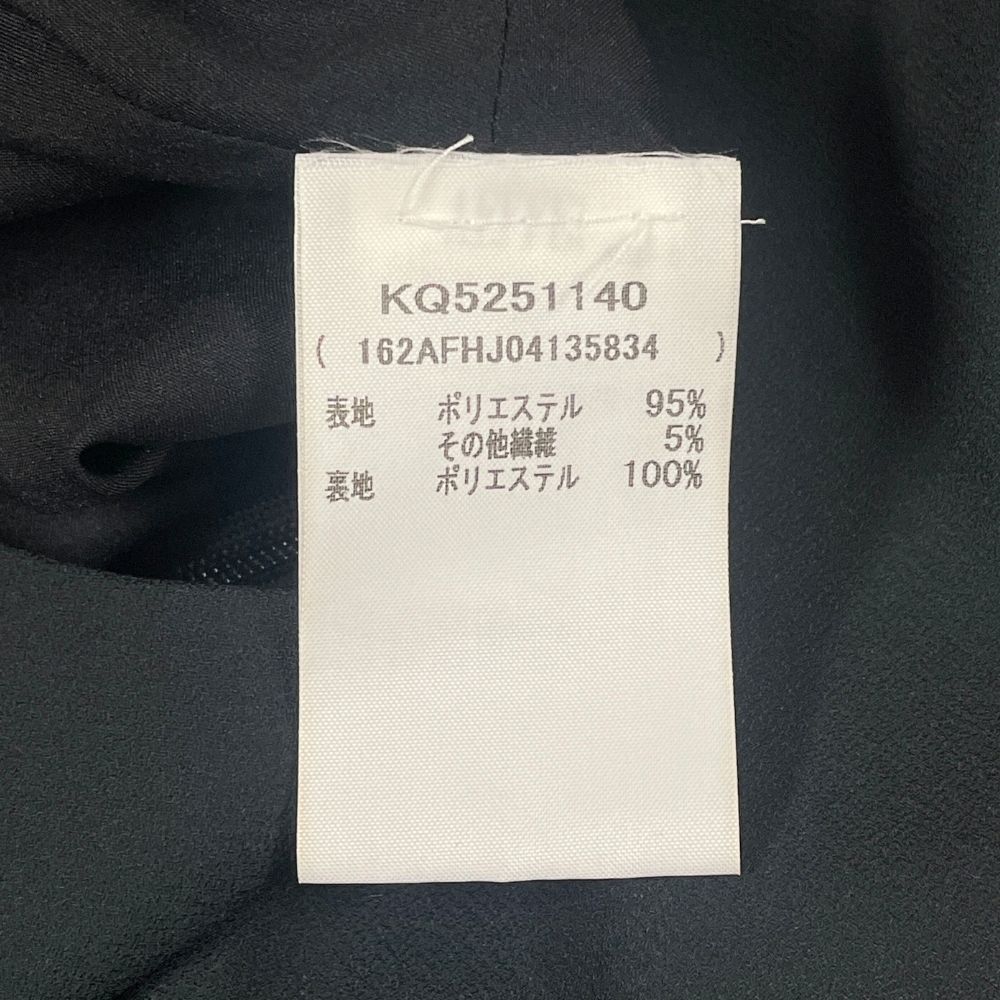 KQ5251140
( 162AFHJ04135834 )
表地 ポリエステル 95%
その他繊維 5%
裏地 ポリエステル 100%